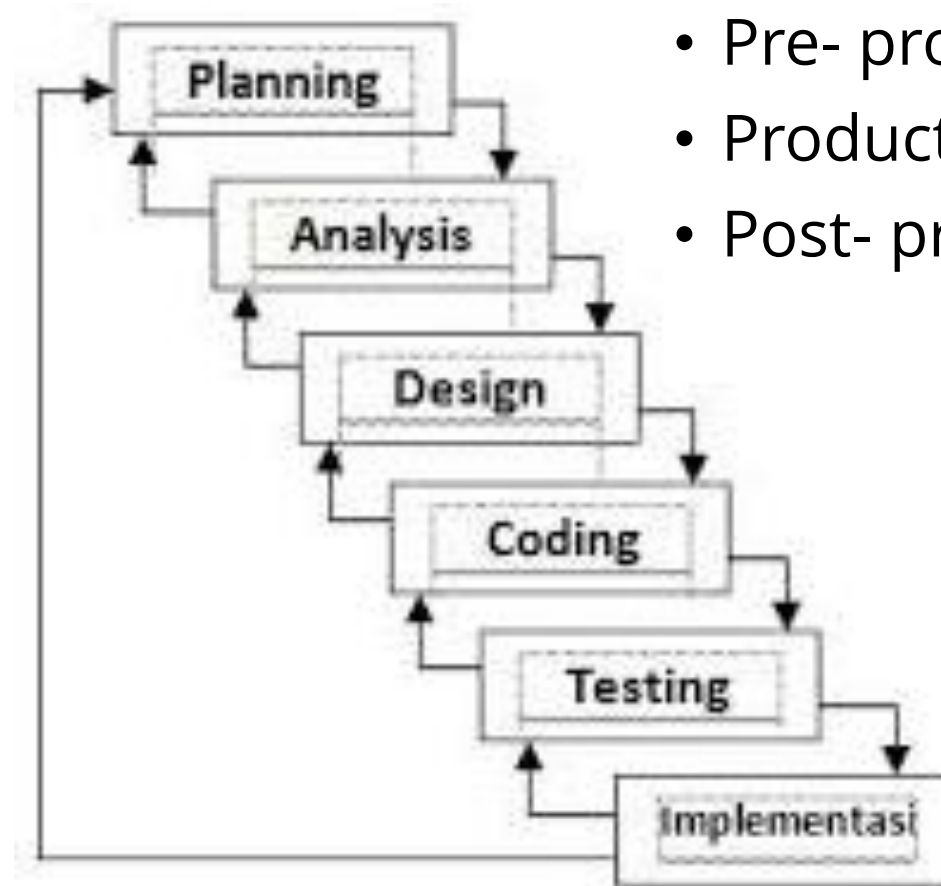 Planning
Analysis
Design
Coding
Testing
Implementasi
• Pre- pro
• Product
• Post- pr